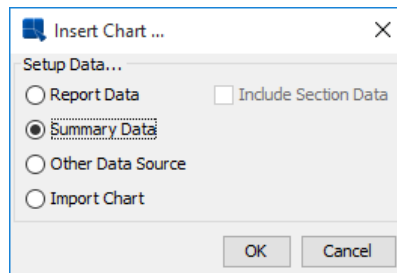 Insert Chart ...
Setup Data...
Report Data Include Section Data
Summary Data
Other Data Source
Import Chart
OK Cancel